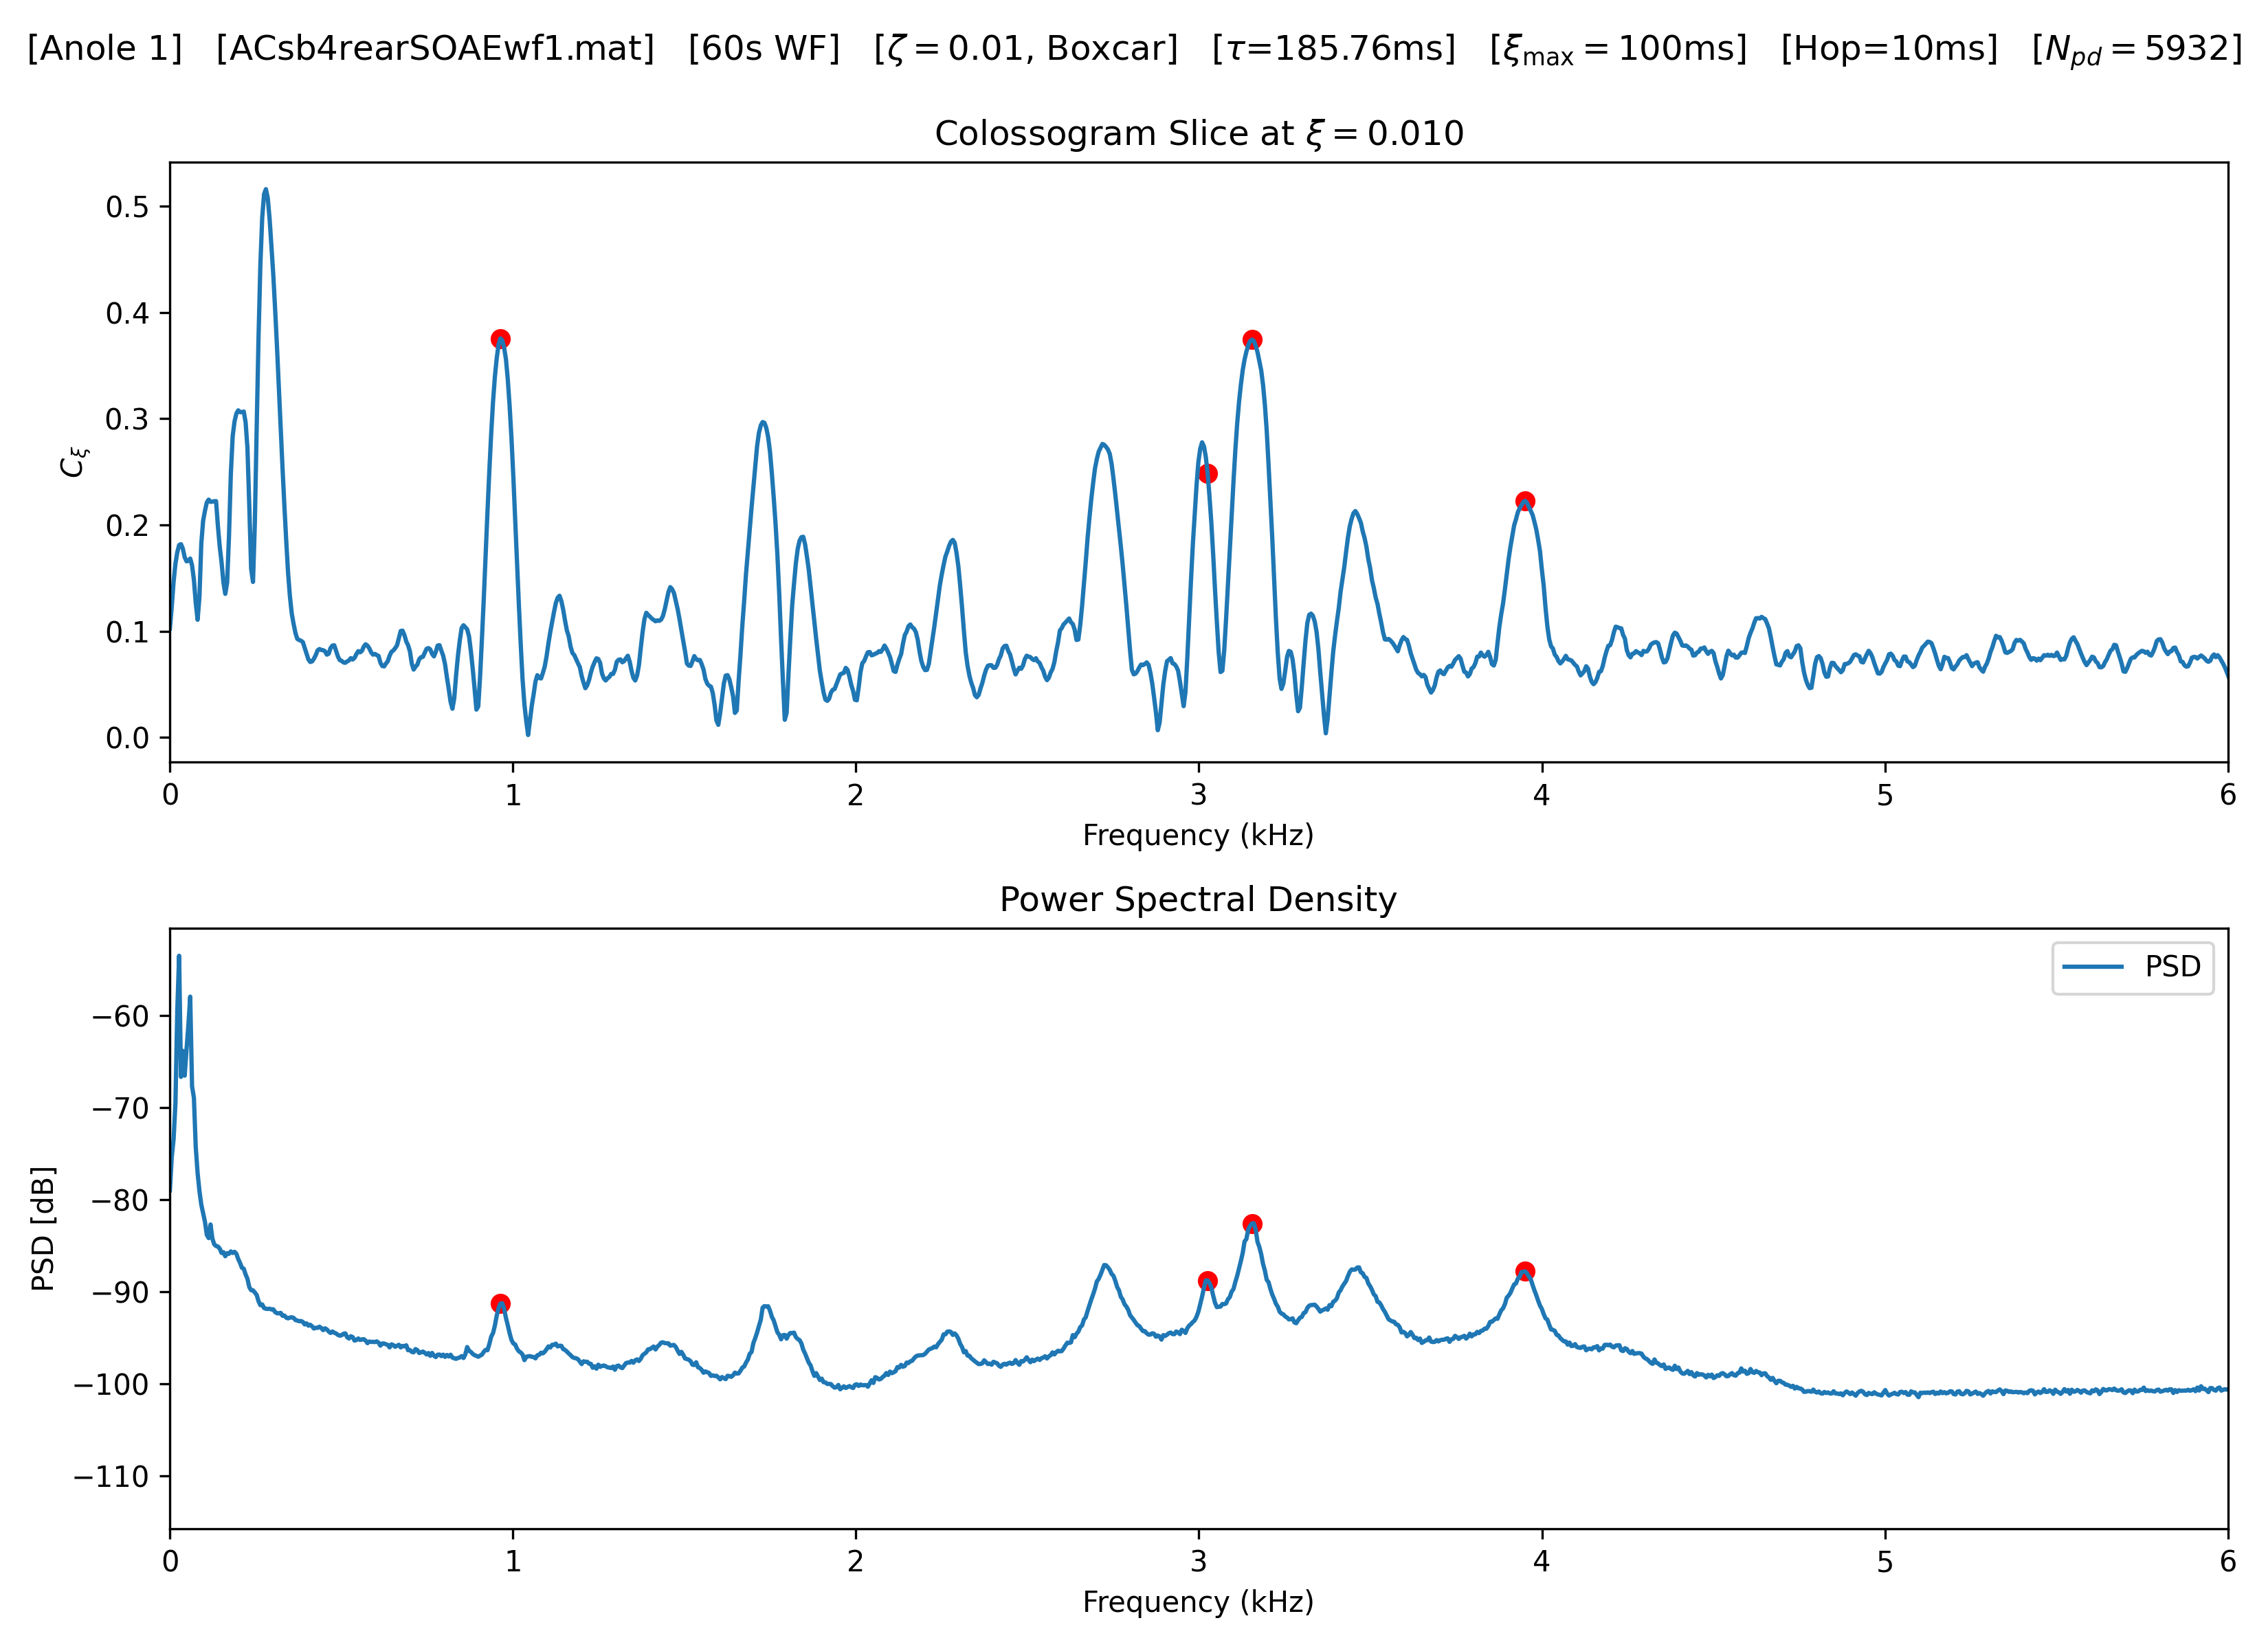 [Anole 1] [ACsb4rearSOAEwf1.mat] [60s WF] [ζ = 0.01, Boxcar] [τ=185.76ms] [ξmax = 100ms] [Hop=10ms] [Npd = 5932]
Colossogram Slice at ξ = 0.010
Cξ
0.5
0.4
0.3
0.2
0.1
0.0
0 1 2 3 4 5 6
Frequency (kHz)
Power Spectral Density
PSD
PSD [dB]
−60
−70
−80
−90
−100
−110
0 1 2 3 4 5 6
Frequency (kHz)